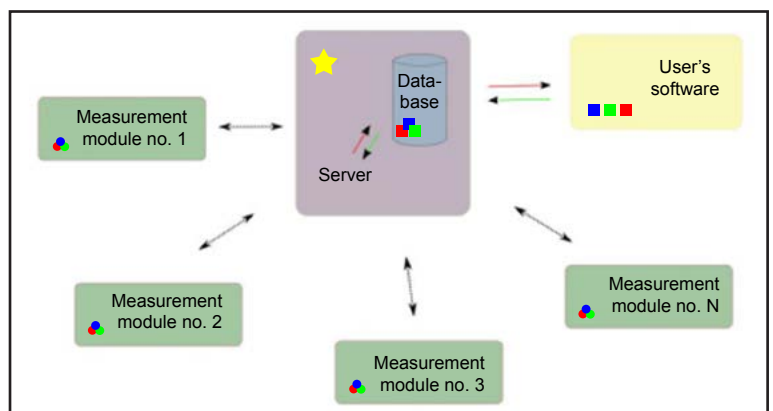 Data-
base
Server
User's
software
Measurement
module no. 1
Measurement
module no. 2
Measurement
module no. 3
Measurement
module no. N